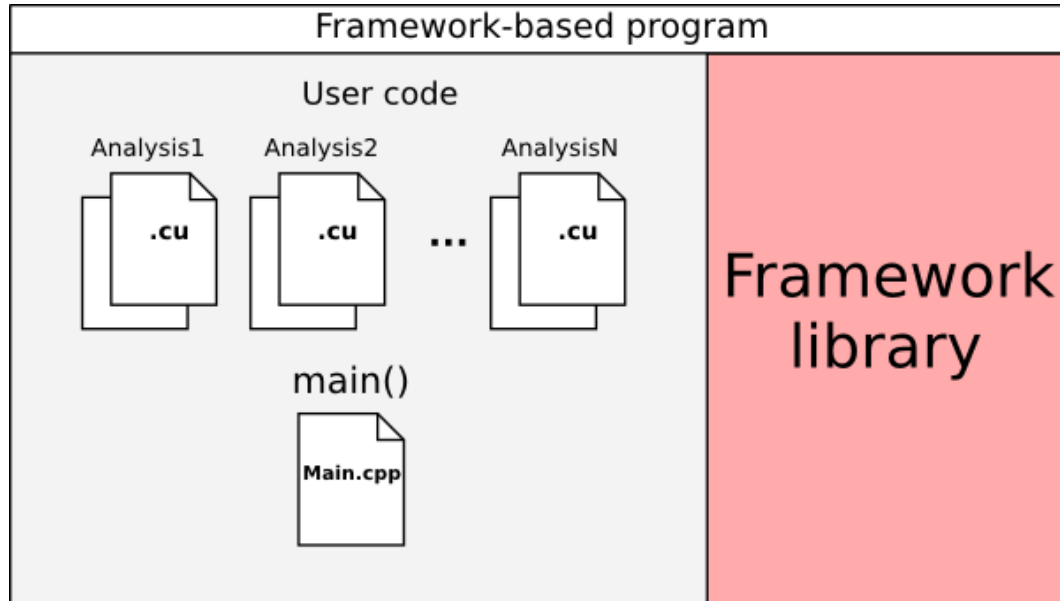 Framework-based program
User code
Analysis1 Analysis2 AnalysisN
.cu .cu ... .cu
Framework
library
main()
Main.cpp